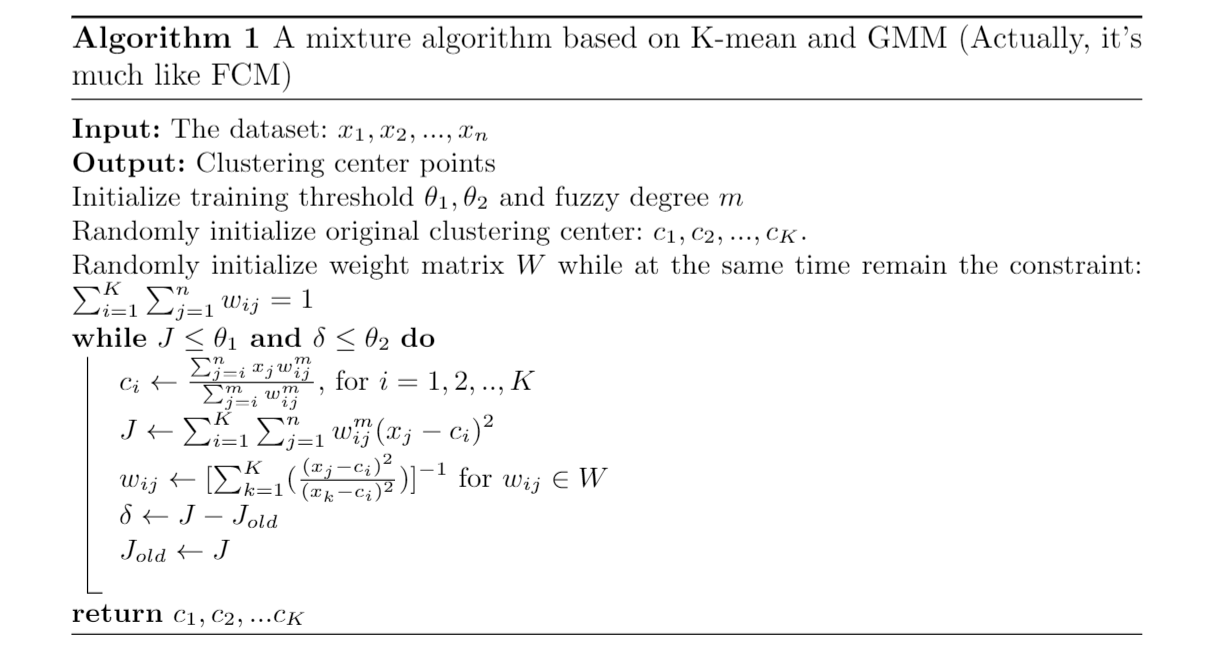 Algorithm 1 A mixture algorithm based on K-mean and GMM (Actually, it's
much like FCM)
Input: The dataset: $x_1, x_2, ..., x_n$
Output: Clustering center points
Initialize training threshold $\theta_1, \theta_2$ and fuzzy degree $m$
Randomly initialize original clustering center: $c_1, c_2, ..., c_K$.
Randomly initialize weight matrix $W$ while at the same time remain the constraint:
$\sum_{i=1}^{K} \sum_{j=1}^{n} w_{ij} = 1$
while $J \leq \theta_1$ and $\delta \leq \theta_2$ do
$c_i \leftarrow \frac{\sum_{j=i}^{n} x_j w_{ij}^m}{\sum_{j=i}^{m} w_{ij}^m}$, for $i = 1, 2, .., K$
$J \leftarrow \sum_{i=1}^{K} \sum_{j=1}^{n} w_{ij}^m (x_j - c_i)^2$
$w_{ij} \leftarrow [\sum_{k=1}^{K} (\frac{(x_j - c_i)^2}{(x_k - c_i)^2})]^{-1}$ for $w_{ij} \in W$
$\delta \leftarrow J - J_{old}$
$J_{old} \leftarrow J$
return $c_1, c_2, ...c_K$